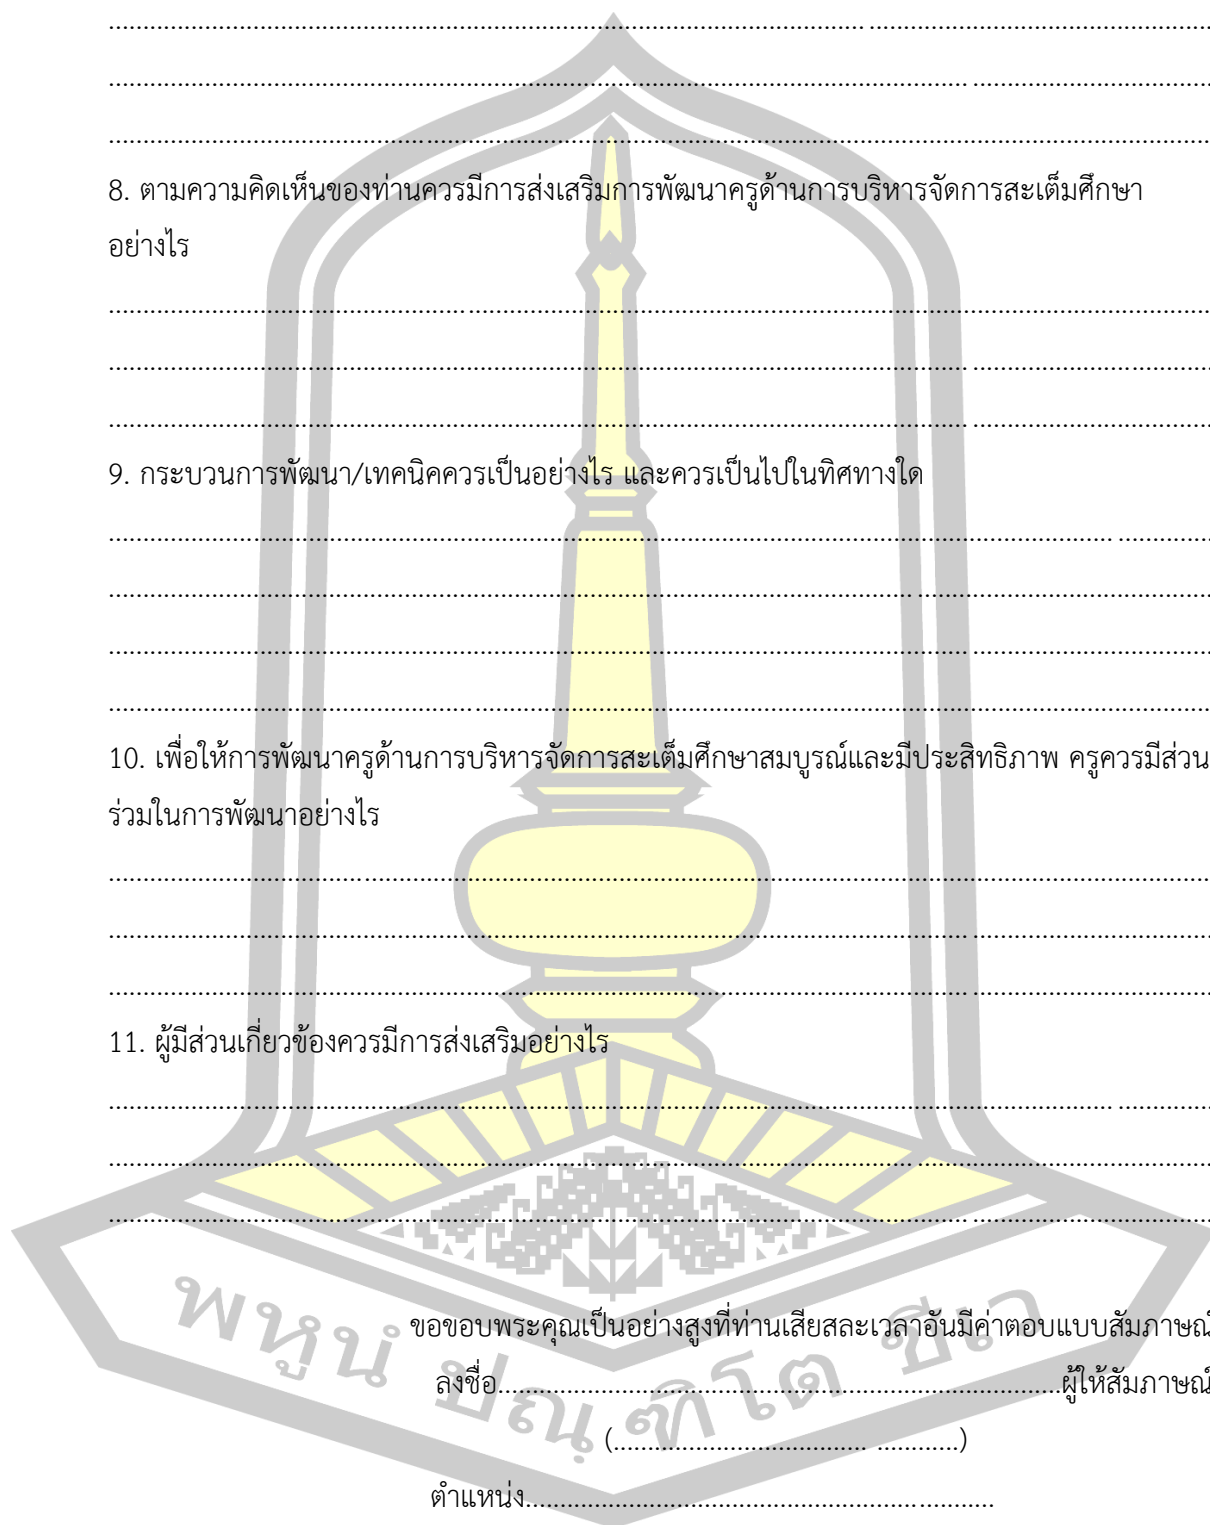 ........................................................................................................ ................................................
...................................................................................................................... ..................................
........................................................................................................................................................
8. ตามความคิดเห็นของท่านควรมีการส่งเสริมการพัฒนาครูด้านการบริหารจัดการสะเต็มศึกษา
อย่างไร
.................................................. ......................................................................................................
...................................................................................................................... ..................................
...................................................................................................................... ..................................
9. กระบวนการพัฒนา/เทคนิคควรเป็นอย่างไร และควรเป็นไปในทิศทางใด
.......................................................................................................................................... ..............
............................................................................................................... .........................................
...................................................................................................................... ..................................
.................................................. ......................................................................................................
10. เพื่อให้การพัฒนาครูด้านการบริหารจัดการสะเต็มศึกษาสมบูรณ์และมีประสิทธิภาพ ครูควรมีส่วน
ร่วมในการพัฒนาอย่างไร
........................................................................................................................................................
...................................................................................................................... ..................................
...................................................................................................................... ..................................
11. ผู้มีส่วนเกี่ยวข้องควรมีการส่งเสริมอย่างไร
.......................................................................................................................................... ..............
........................................................................................................................................................
...................................................................................................................... ..................................
ขอขอบพระคุณเป็นอย่างสูงที่ท่านเสียสละเวลาอันมีค่าตอบแบบสัมภาษณ์
ลงชื่อ..................................................................................ผู้ให้สัมภาษณ์
(..................................... ............)
ตำแหน่ง....................................................................
พหูนํ ปณฺฑิโต ชีเว